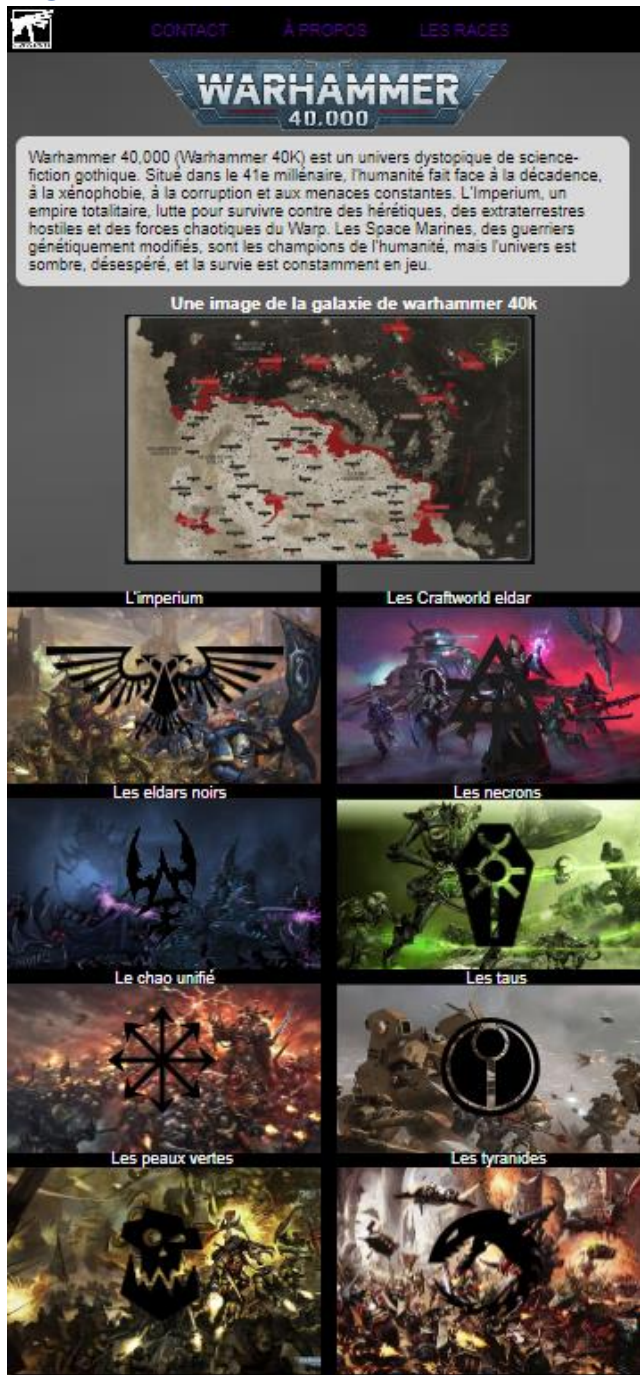 CONTACT À PROPOS LES RACES
WARHAMMER
40,000
Warhammer 40,000 (Warhammer 40K) est un univers dystopique de science-
fiction gothique. Situé dans le 41e millénaire, l'humanité fait face à la décadence,
à la xénophobie, à la corruption et aux menaces constantes. L'Imperium, un
empire totalitaire, lutte pour survivre contre des hérétiques, des extraterrestres
hostiles et des forces chaotiques du Warp. Les Space Marines, des guerriers
génétiquement modifiés, sont les champions de l'humanité, mais l'univers est
sombre, désespéré, et la survie est constamment en jeu.
Une image de la galaxie de warhammer 40k
L'imperium Les Craftworld eldar
Les eldars noirs Les necrons
Le chao unifié Les taus
Les peaux vertes Les tyranides